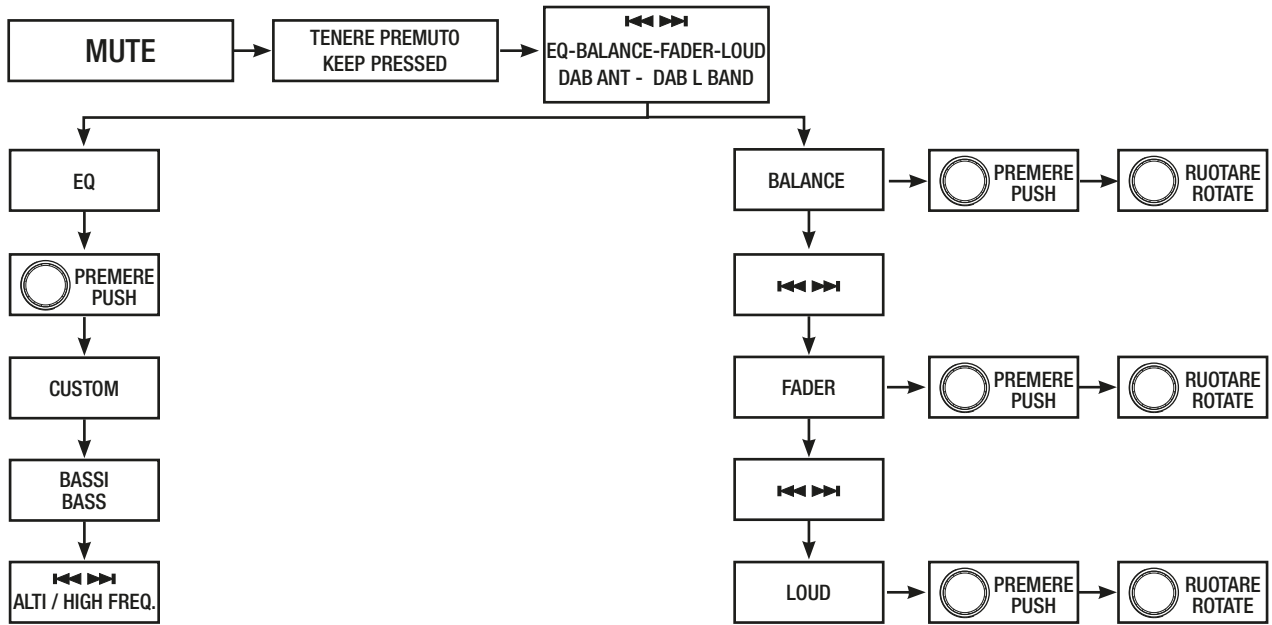 MUTE
TENERE PREMUTO
KEEP PRESSED
EQ-BALANCE-FADER-LOUD
DAB ANT - DAB L BAND
EQ
PREMERE
PUSH
CUSTOM
BASSI
BASS
ALTI / HIGH FREQ.
BALANCE
PREMERE
PUSH
RUOTARE
ROTATE
FADER
PREMERE
PUSH
RUOTARE
ROTATE
LOUD
PREMERE
PUSH
RUOTARE
ROTATE